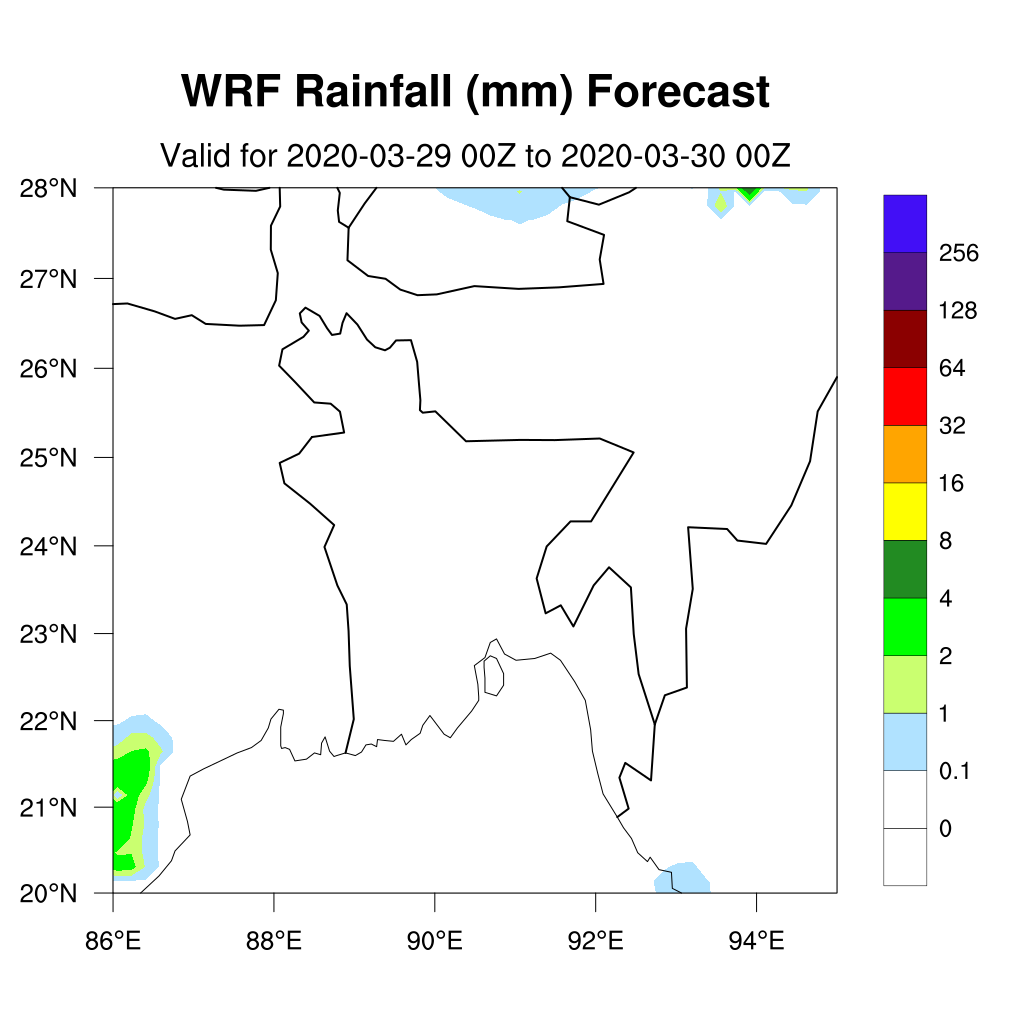 WRF Rainfall (mm) Forecast
Valid for 2020-03-29 00Z to 2020-03-30 00Z
28°N
27°N
26°N
25°N
24°N
23°N
22°N
21°N
20°N
86°E 88°E 90°E 92°E 94°E
256
128
64
32
16
8
4
2
1
0.1
0